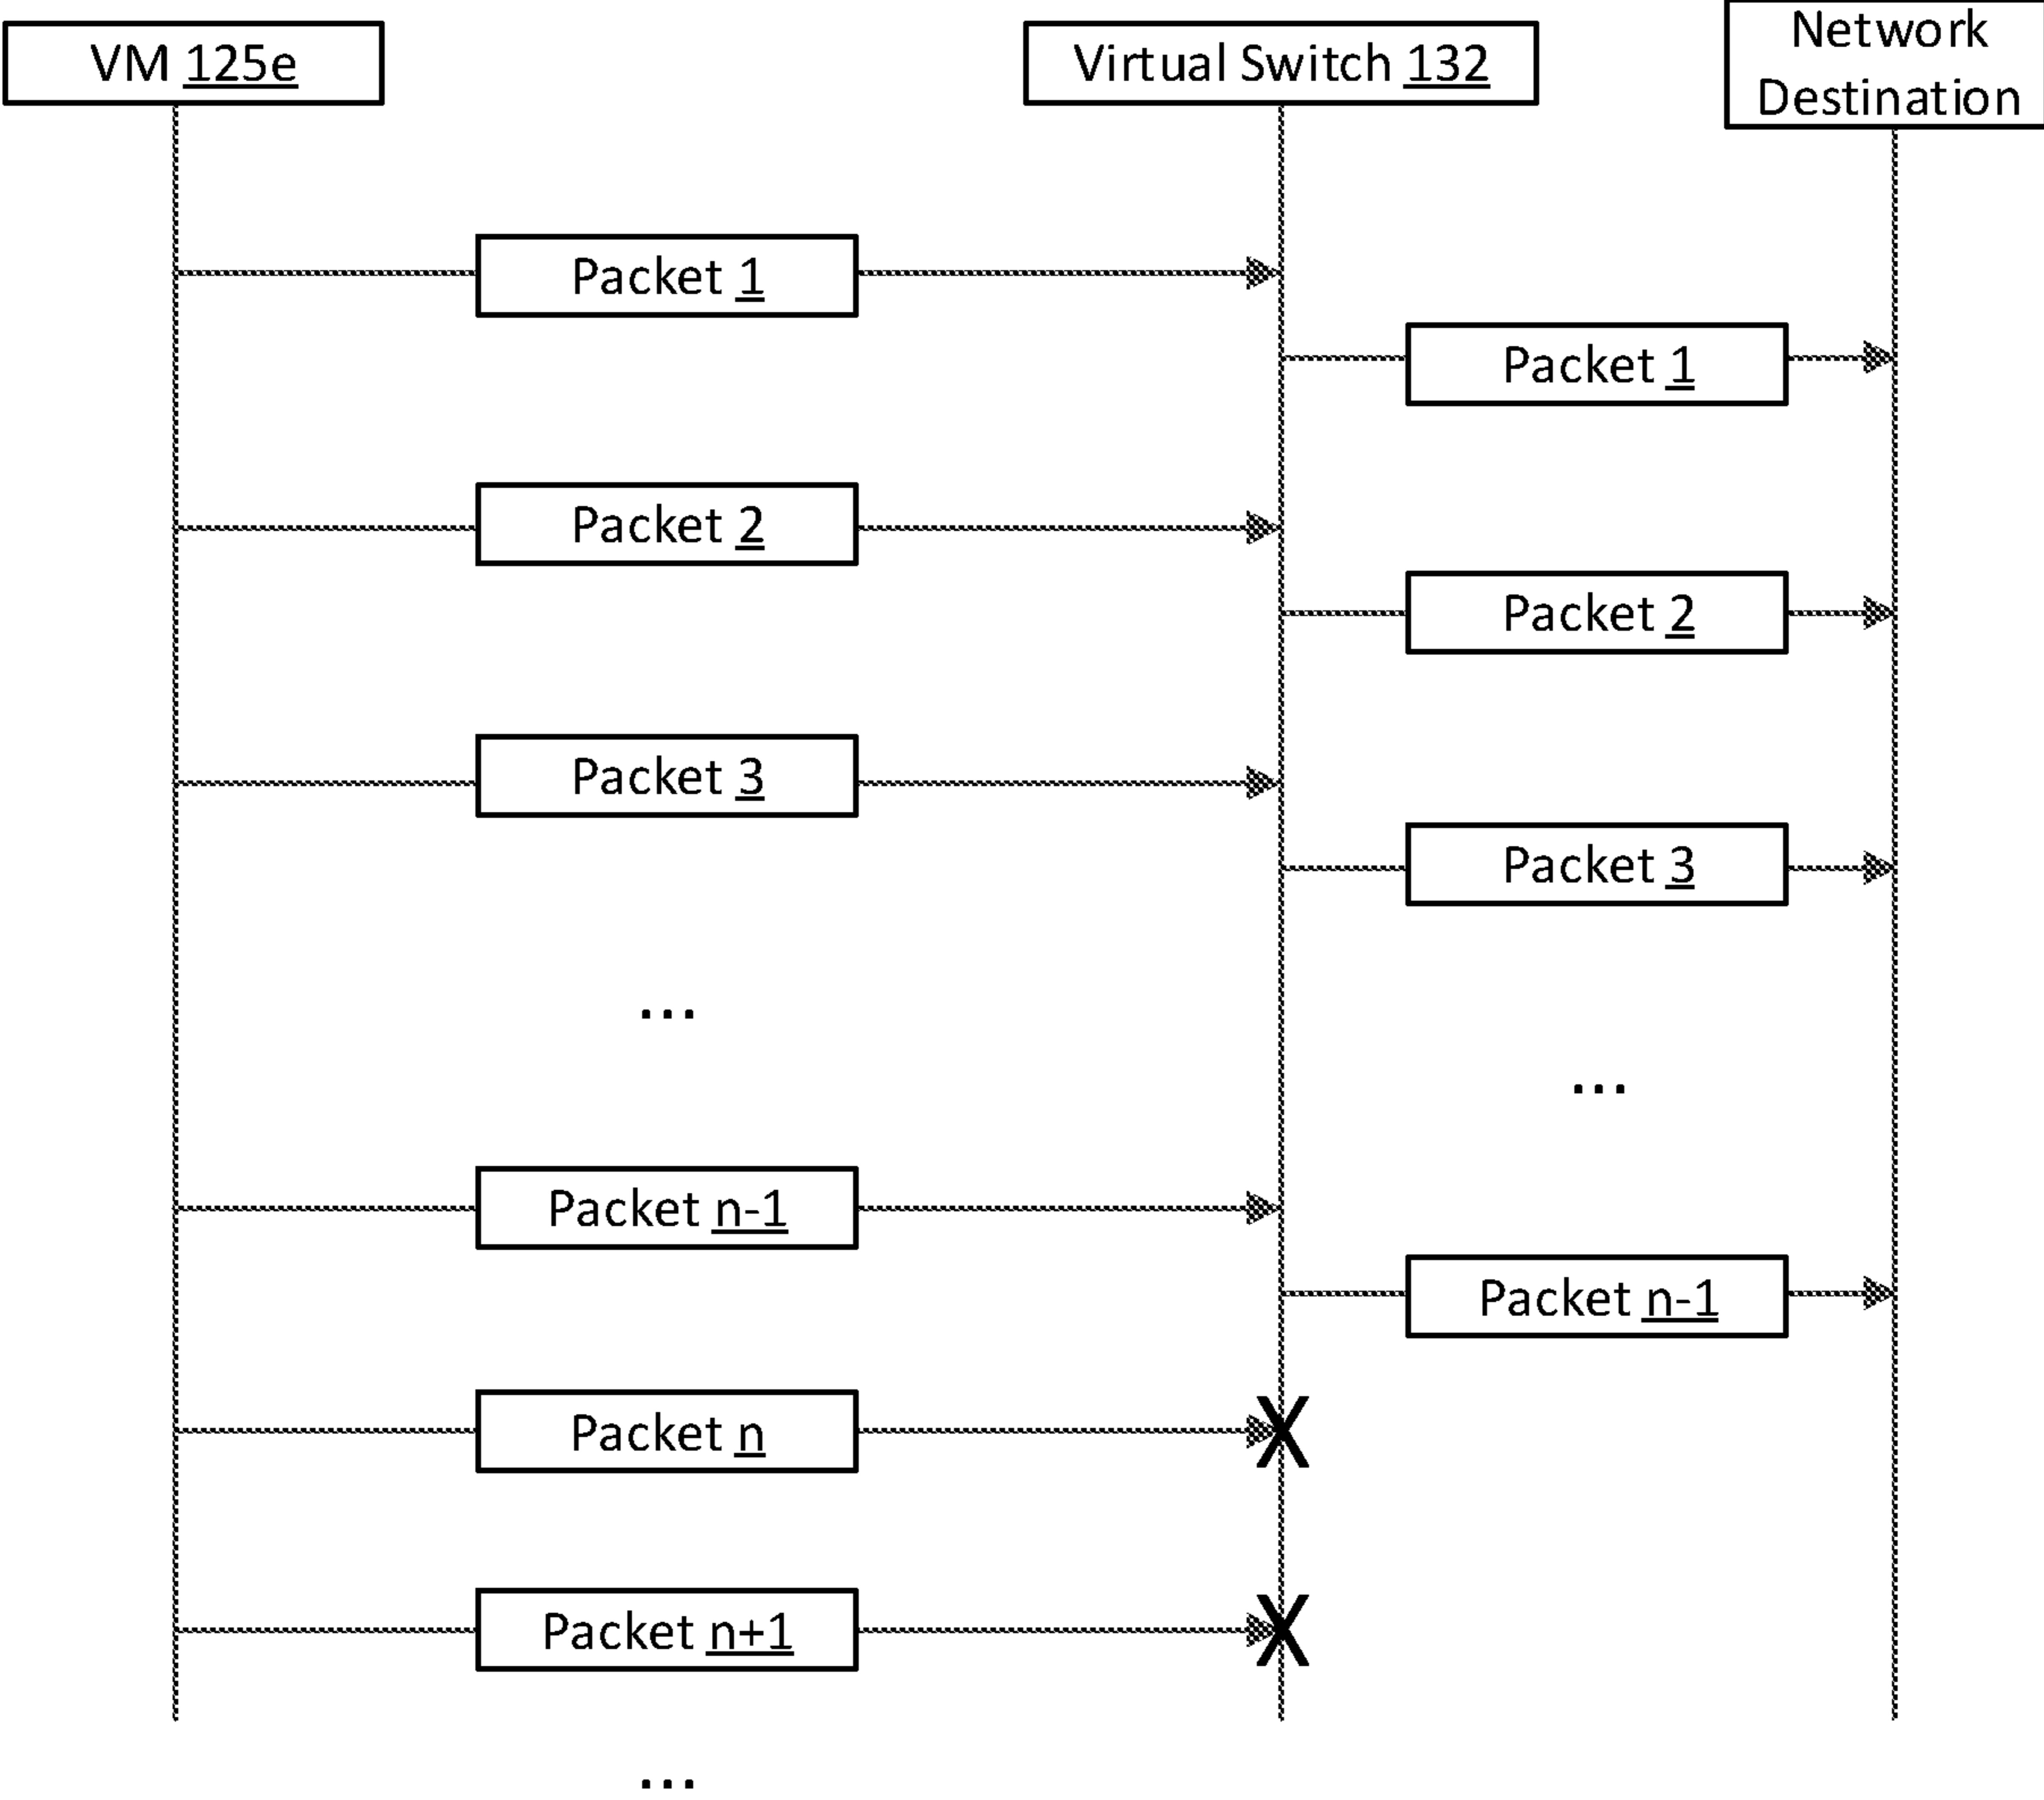 VM 125e
Virtual Switch 132
Network
Destination
Packet 1
Packet 1
Packet 2
Packet 2
Packet 3
Packet 3
...
...
Packet n-1
Packet n-1
Packet n
X
Packet n+1
X
...